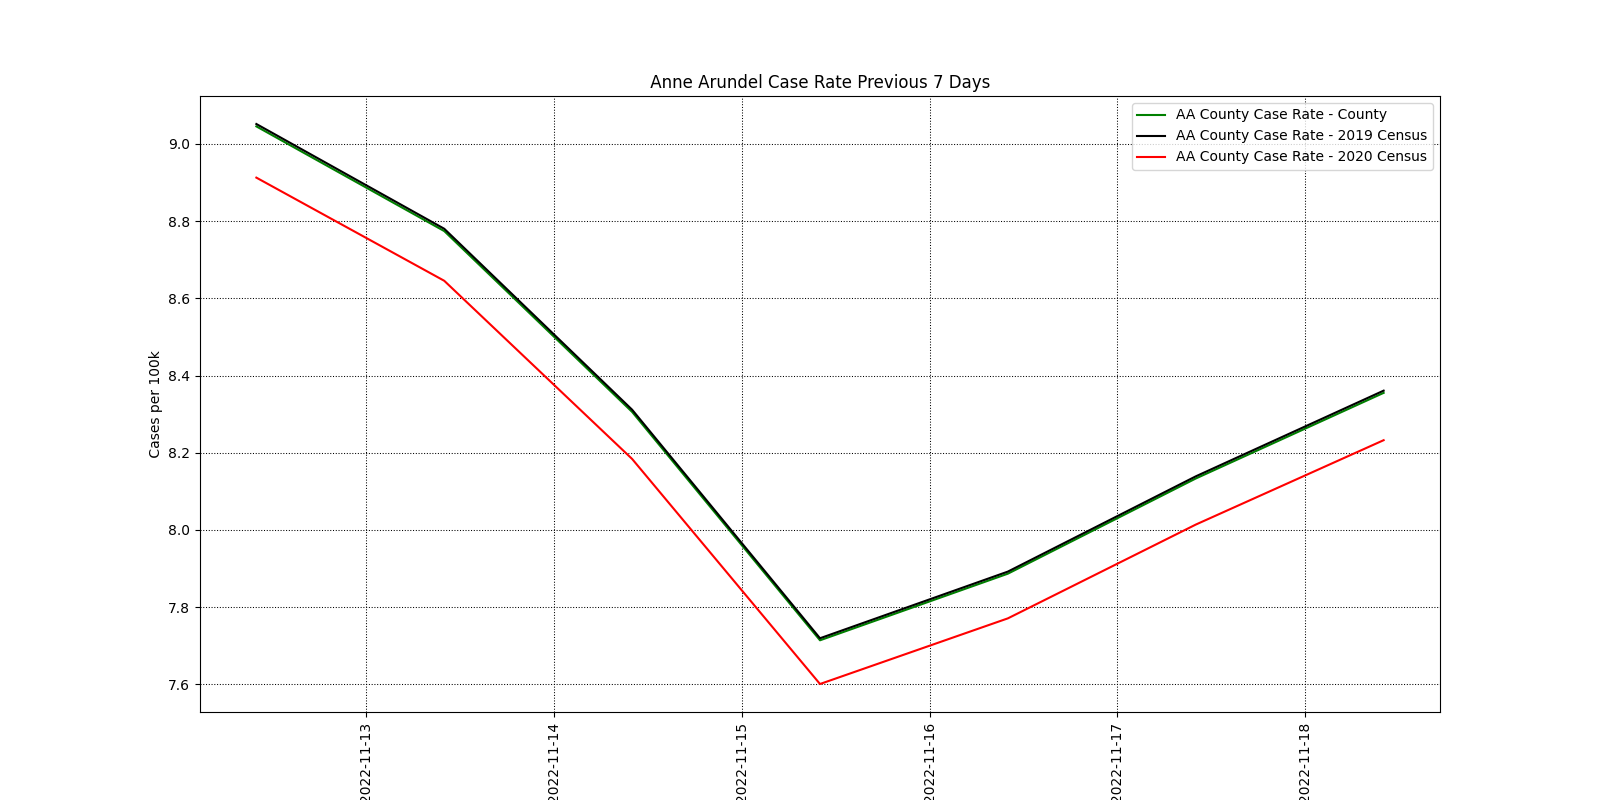 Anne Arundel Case Rate Previous 7 Days
AA County Case Rate - County
AA County Case Rate - 2019 Census
AA County Case Rate - 2020 Census
Cases per 100k
9.0
8.8
8.6
8.4
8.2
8.0
7.8
7.6
2022-11-13
2022-11-14
2022-11-15
2022-11-16
2022-11-17
2022-11-18